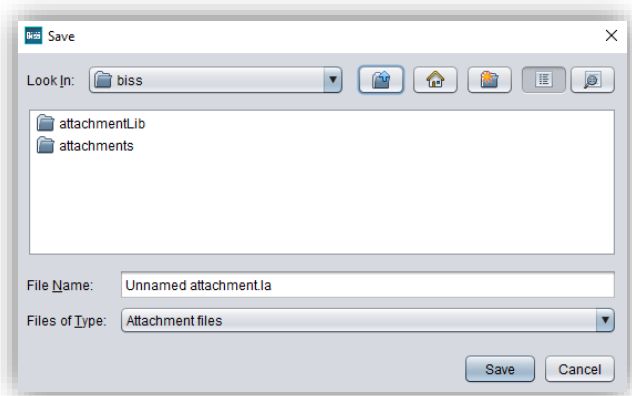 Biss Save
Look In: biss
attachmentLib
attachments
File Name: Unnamed attachment.la
Files of Type: Attachment files
Save Cancel